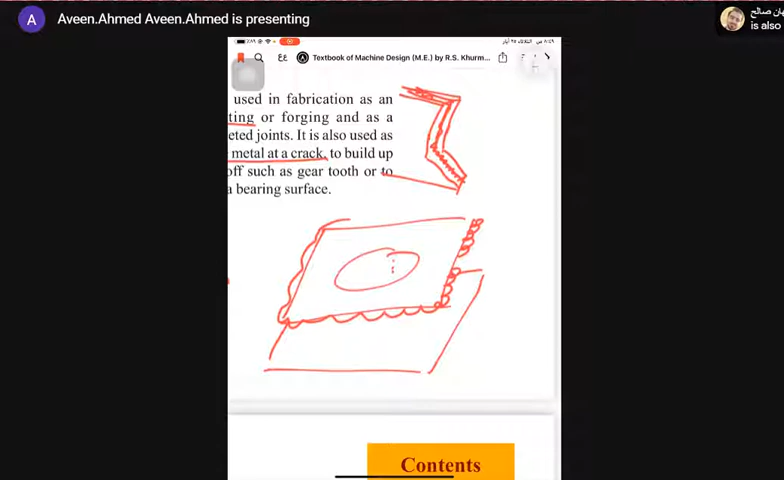 A
Aveen.Ahmed Aveen.Ahmed is presenting
هان صالح
is also
Textbook of Machine Design (M.E.) by R.S. Khurm...
used in fabrication as an
ting or forging and as a
eted joints. It is also used as
metal at a crack, to build up
off such as gear tooth or to
a bearing surface.
Contents